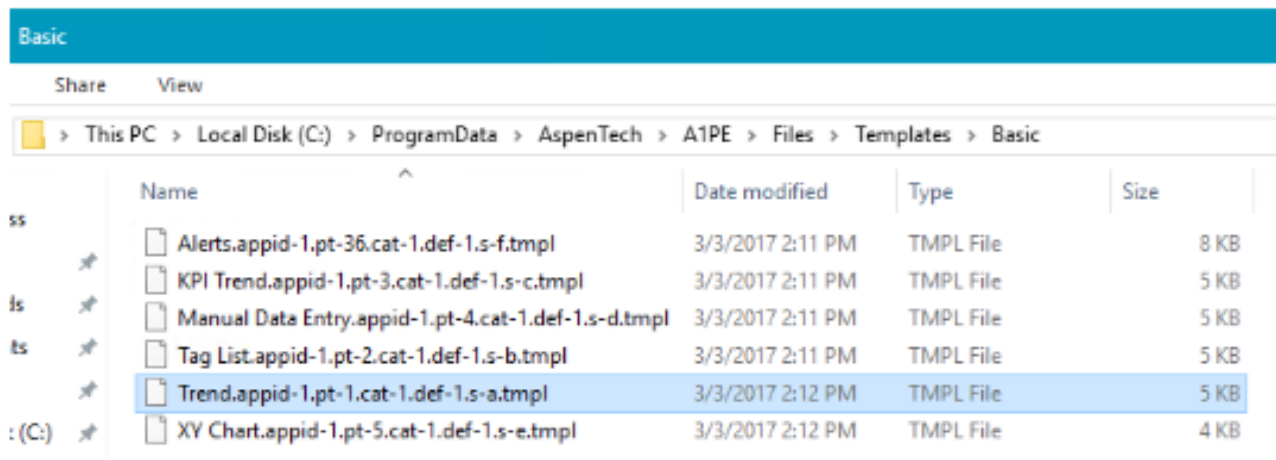 Basic
Share View
> This PC > Local Disk (C:) > ProgramData > AspenTech > A1PE > Files > Templates > Basic
Name Date modified Type Size
ss
Alerts.appid-1.pt-36.cat-1.def-1.s-f.tmpl 3/3/2017 2:11 PM TMPL File 8 KB
KPI Trend.appid-1.pt-3.cat-1.def-1.s-c.tmpl 3/3/2017 2:11 PM TMPL File 5 KB
ds Manual Data Entry.appid-1.pt-4.cat-1.def-1.s-d.tmpl 3/3/2017 2:11 PM TMPL File 5 KB
ts Tag List.appid-1.pt-2.cat-1.def-1.s-b.tmpl 3/3/2017 2:11 PM TMPL File 5 KB
Trend.appid-1.pt-1.cat-1.def-1.s-a.tmpl 3/3/2017 2:12 PM TMPL File 5 KB
(C:) XY Chart.appid-1.pt-5.cat-1.def-1.s-e.tmpl 3/3/2017 2:12 PM TMPL File 4 KB